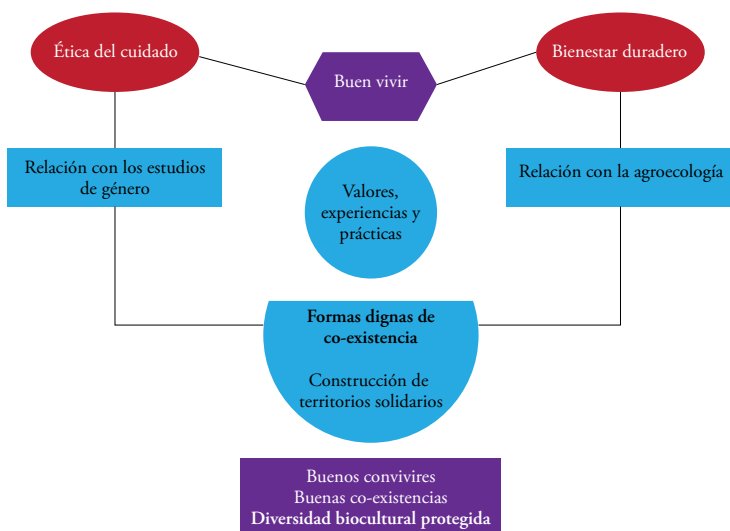 Ética del cuidado
Buen vivir
Bienestar duradero
Relación con los estudios
de género
Valores,
experiencias y
prácticas
Relación con la agroecología
Formas dignas de
co-existencia
Construcción de
territorios solidarios
Buenos convivires
Buenas co-existencias
Diversidad biocultural protegida